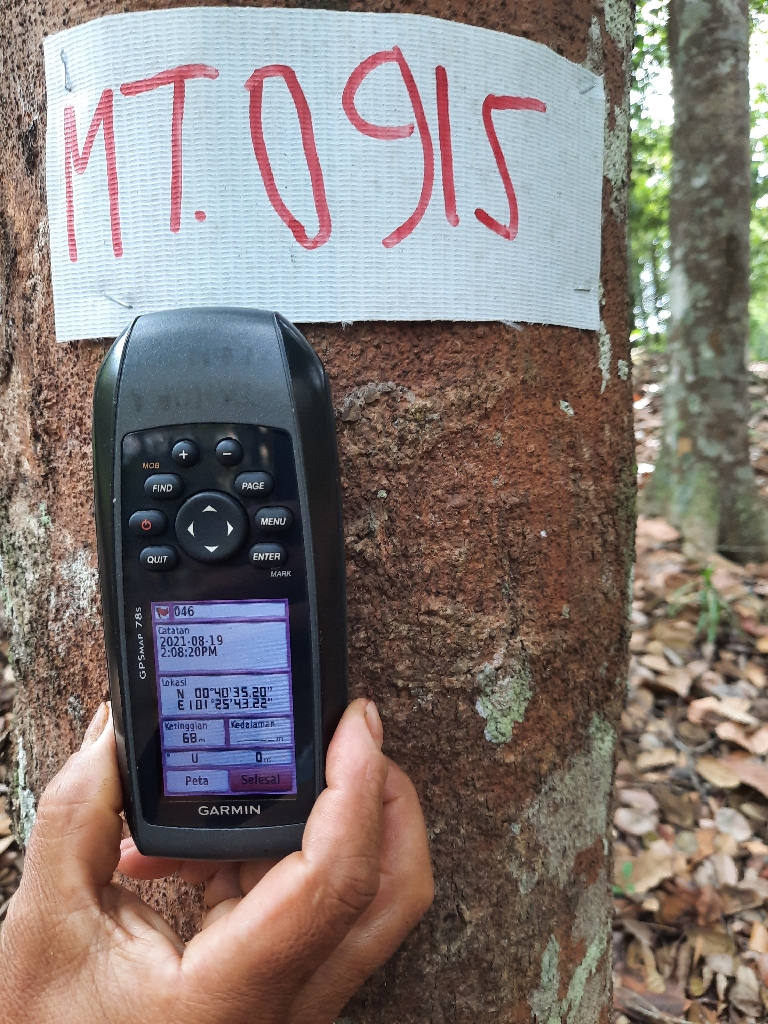 MT. 0915
+ −
MOB
FIND PAGE
MENU
QUIT ENTER
MARK
GPSMAP 78s
046
Catatan
2021-08-19
2:08:20PM
Lokasi
N 00°40'35.20"
E101°25'43.22"
Ketinggian Kedalaman
68m
U 0m
Peta Selesai
GARMIN